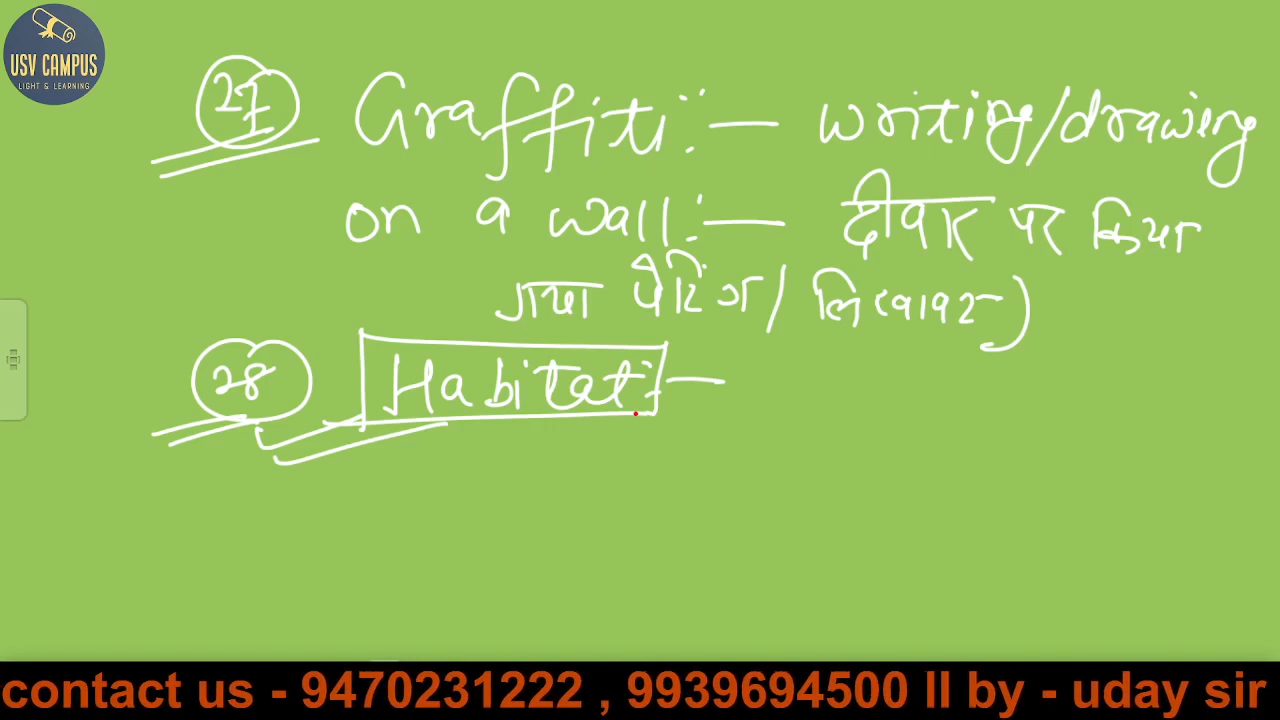 USV CAMPUS
LIGHT & LEARNING
27 Graffiti :— writing/drawing
on a wall :— दीवार पर किया
गया पेंटिंग/लिखावट)
28 Habitat :—
contact us - 9470231222 , 9939694500 ll by - uday sir